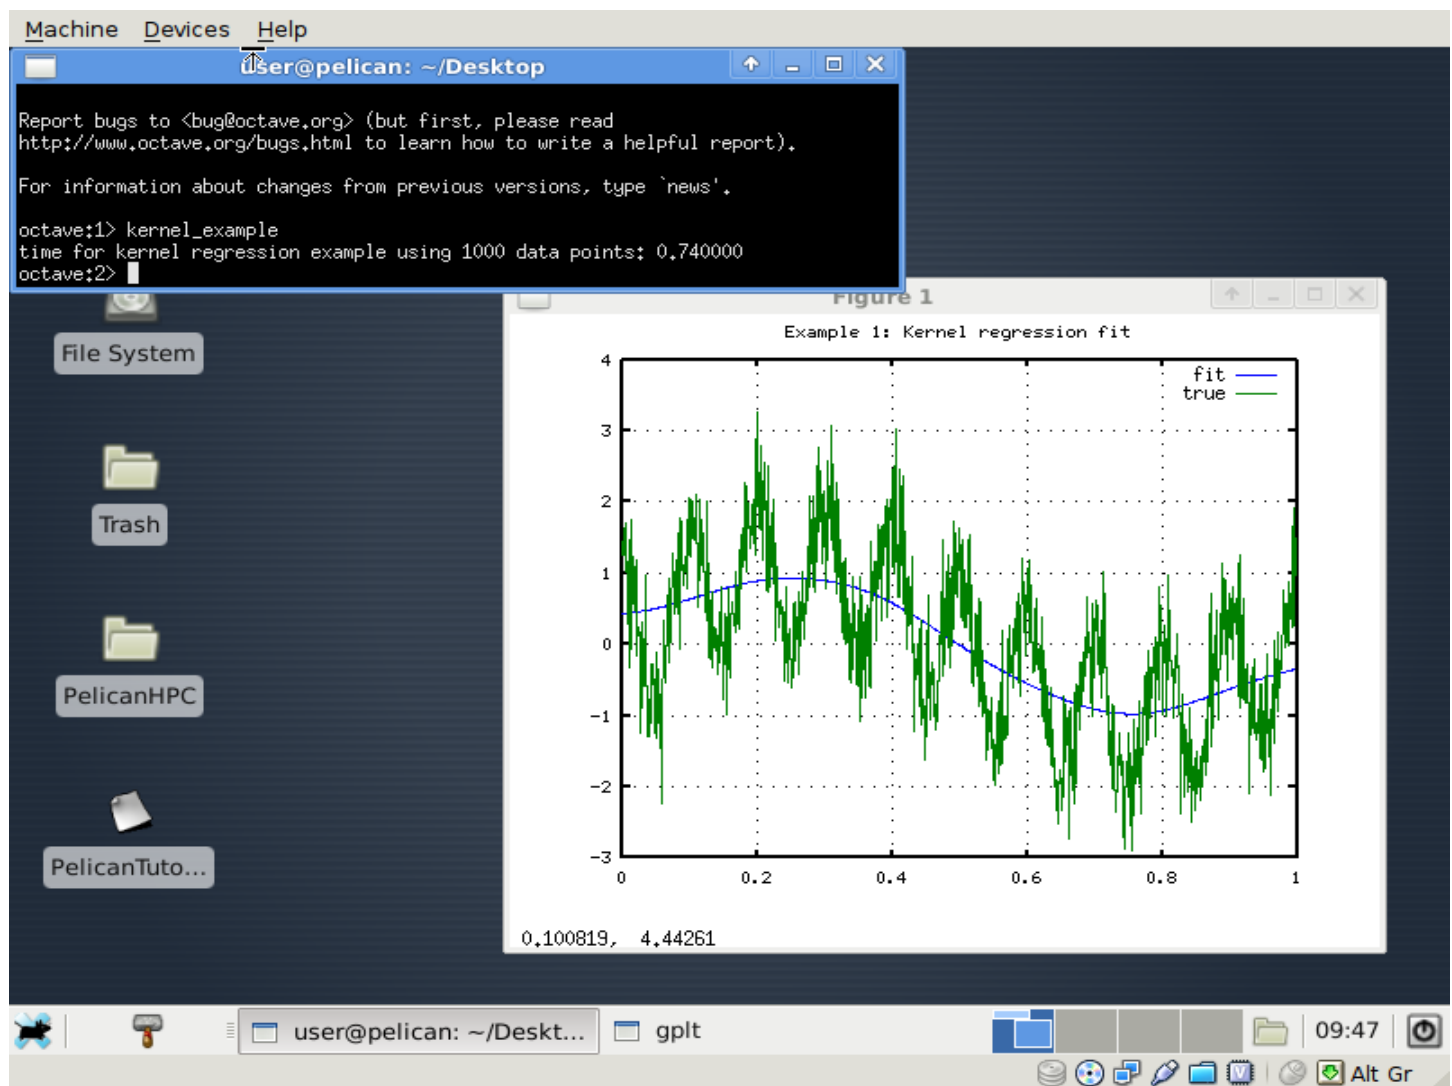 Machine Devices Help
user@pelican: ~/Desktop
Report bugs to <bug@octave.org> (but first, please read
http://www.octave.org/bugs.html to learn how to write a helpful report).
For information about changes from previous versions, type `news'.
octave:1> kernel_example
time for kernel regression example using 1000 data points: 0.740000
octave:2>
File System
Trash
PelicanHPC
PelicanTuto...
Figure 1
Example 1: Kernel regression fit
fit
true
4
3
2
1
0
-1
-2
-3
0 0.2 0.4 0.6 0.8 1
0.100819, 4.44261
user@pelican: ~/Deskt... gplt 09:47
Alt Gr